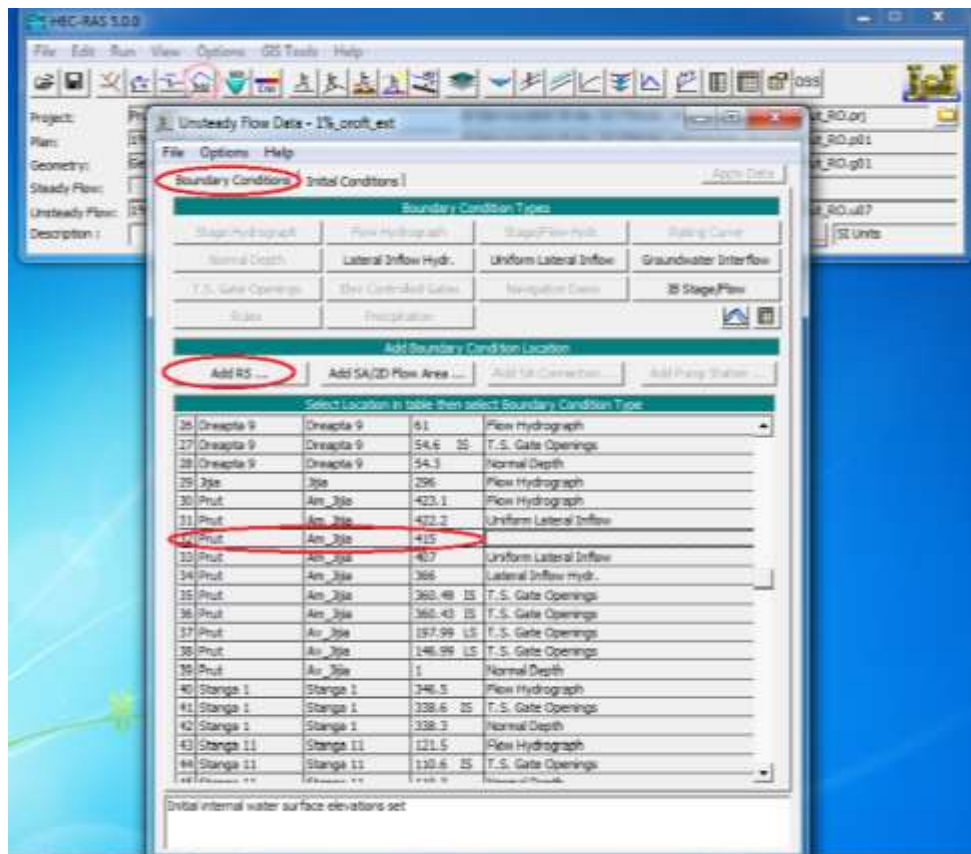 HEC-RAS 5.0.0
File Edit Run View Options GIS Tools Help
Project:
Plan:
Geometry:
Steady Flow:
Unsteady Flow:
Description :
ut_RO.prj
ut_RO.p01
ut_RO.g01
ut_RO.u07
SI Units
Unsteady Flow Data - 1%_oroft_ext
File Options Help
Boundary Conditions Initial Conditions Apply Data
Boundary Condition Types
Stage Hydrograph Flow Hydrograph Stage/Flow Hydr. Rating Curve
Normal Depth Lateral Inflow Hydr. Uniform Lateral Inflow Groundwater Interflow
T.S. Gate Openings Elev Controlled Gates Navigation Dams IB Stage/Flow
Rules Precipitation
Add Boundary Condition Location
Add RS ... Add SA/2D Flow Area ... Add SA Connection ... Add Pump Station ...
Select Location in table then select Boundary Condition Type
26 Dreapta 9 Dreapta 9 61 Flow Hydrograph
27 Dreapta 9 Dreapta 9 54.6 IS T.S. Gate Openings
28 Dreapta 9 Dreapta 9 54.3 Normal Depth
29 Jijia Jijia 296 Flow Hydrograph
30 Prut Am_Jijia 423.1 Flow Hydrograph
31 Prut Am_Jijia 422.2 Uniform Lateral Inflow
32 Prut Am_Jijia 415
33 Prut Am_Jijia 407 Uniform Lateral Inflow
34 Prut Am_Jijia 366 Lateral Inflow Hydr.
35 Prut Am_Jijia 360.49 IS T.S. Gate Openings
36 Prut Am_Jijia 360.43 IS T.S. Gate Openings
37 Prut Av_Jijia 197.99 LS T.S. Gate Openings
38 Prut Av_Jijia 146.99 LS T.S. Gate Openings
39 Prut Av_Jijia 1 Normal Depth
40 Stanga 1 Stanga 1 346.5 Flow Hydrograph
41 Stanga 1 Stanga 1 338.6 IS T.S. Gate Openings
42 Stanga 1 Stanga 1 338.3 Normal Depth
43 Stanga 11 Stanga 11 121.5 Flow Hydrograph
44 Stanga 11 Stanga 11 110.6 IS T.S. Gate Openings
Initial internal water surface elevations set